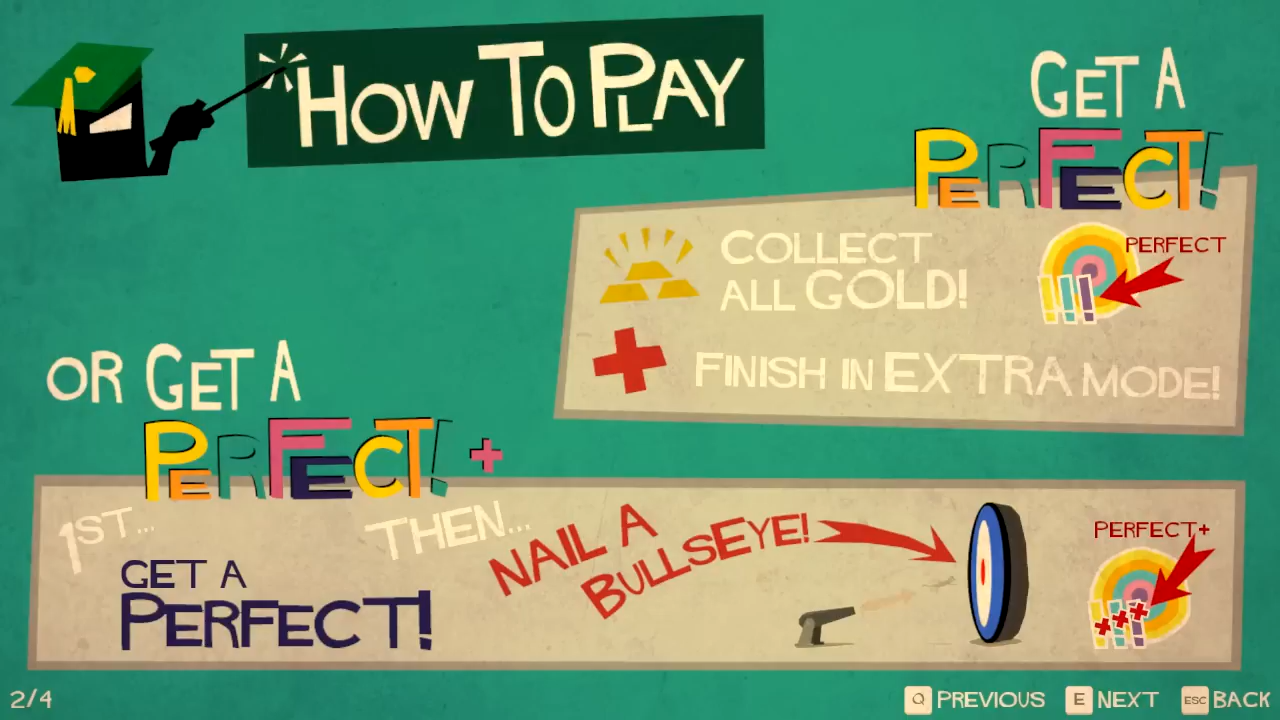 HOW TO PLAY
GET A
PERFECT!
COLLECT
ALL GOLD!
PERFECT
FINISH IN EXTRA MODE!
OR GET A
PERFECT! +
1ST...
GET A
PERFECT!
THEN...
NAIL A
BULLSEYE!
PERFECT+
2/4
Q PREVIOUS
E NEXT
ESC BACK